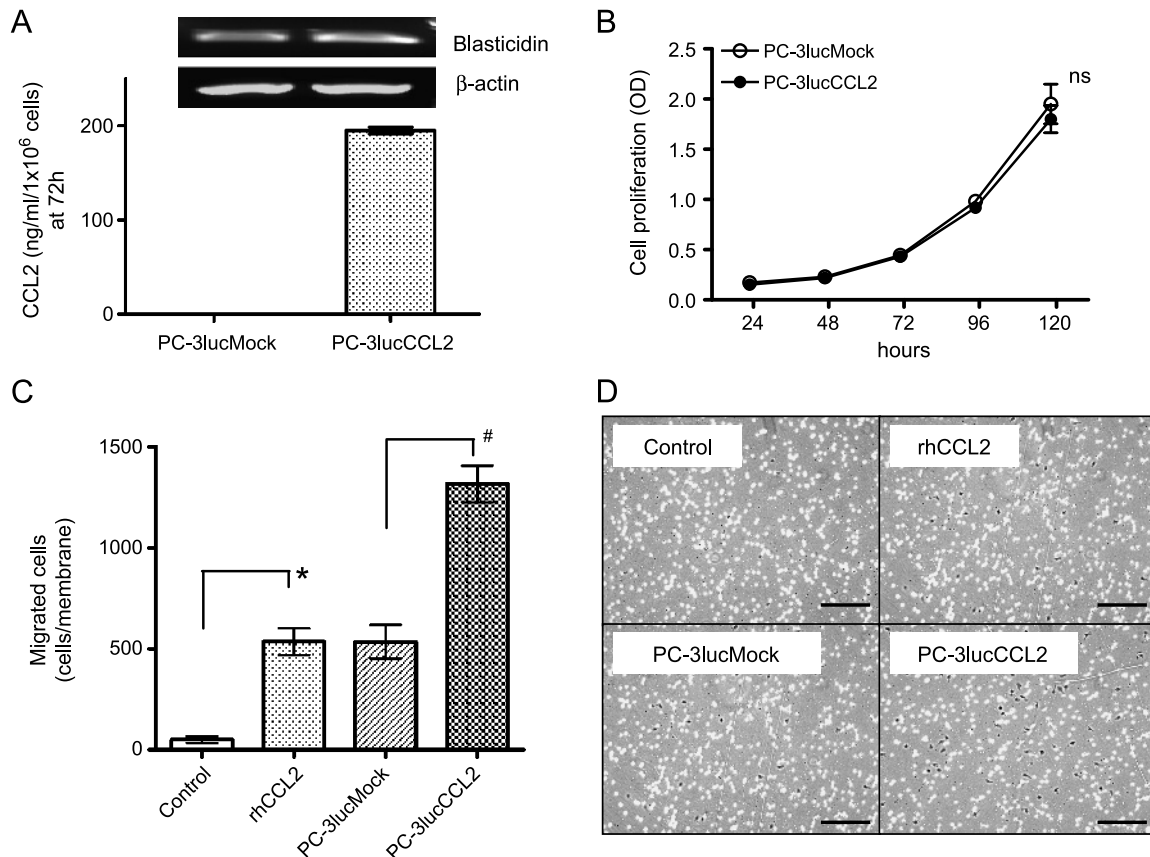 A
Blasticidin
β-actin
CCL2 (ng/ml/1x10⁶ cells)
at 72h
200
100
0
PC-3lucMock
PC-3lucCCL2
B
PC-3lucMock
PC-3lucCCL2
ns
Cell proliferation (OD)
2.5
2.0
1.5
1.0
0.5
0.0
24
48
72
96
120
hours
C
Migrated cells
(cells/membrane)
1500
1000
500
0
*
#
Control
rhCCL2
PC-3lucMock
PC-3lucCCL2
D
Control
rhCCL2
PC-3lucMock
PC-3lucCCL2